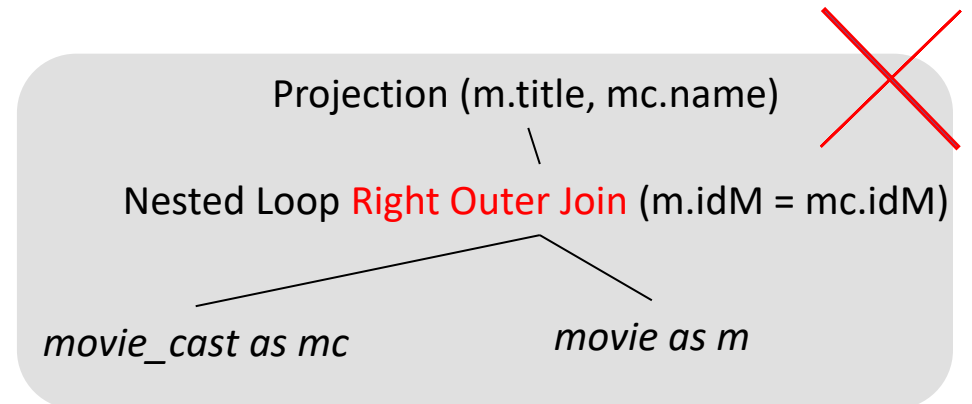 Projection (m.title, mc.name)
Nested Loop Right Outer Join (m.idM = mc.idM)
movie_cast as mc
movie as m